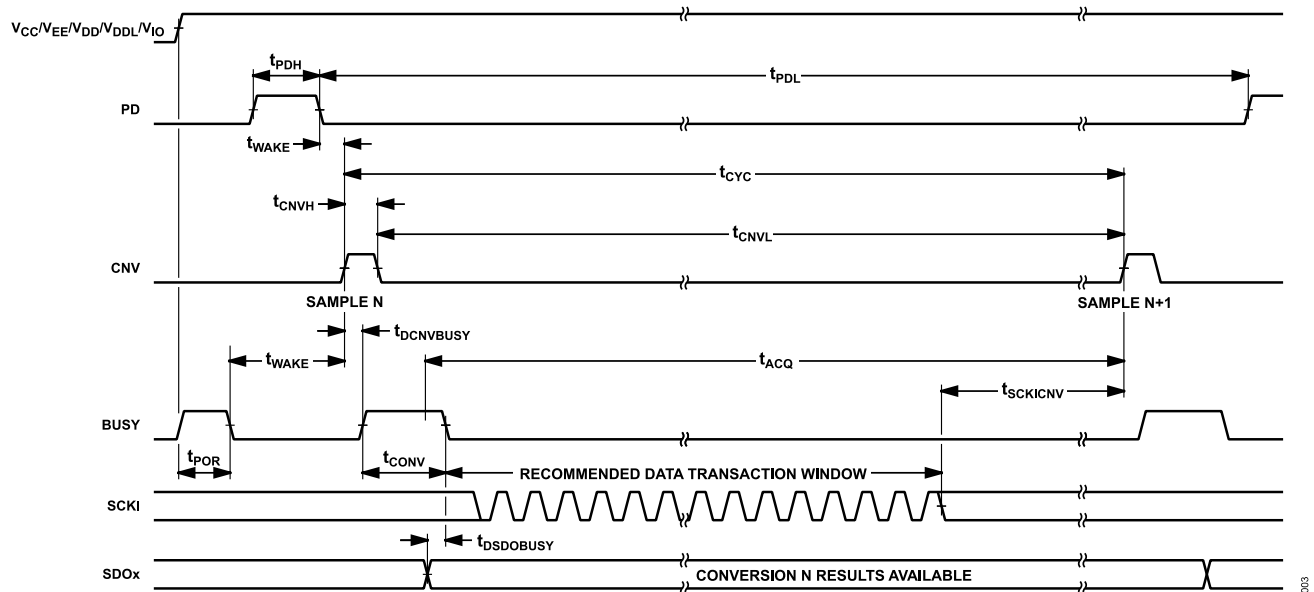 VCC/VEE/VDD/VDDL/VIO
tPDH
tPDL
PD
tWAKE
tCYC
tCNVH
tCNVL
CNV
SAMPLE N
SAMPLE N+1
tDCNVBUSY
tWAKE
tACQ
tSCKICNV
BUSY
tPOR
tCONV
RECOMMENDED DATA TRANSACTION WINDOW
SCKI
tDSDOBUSY
SDOx
CONVERSION N RESULTS AVAILABLE
003